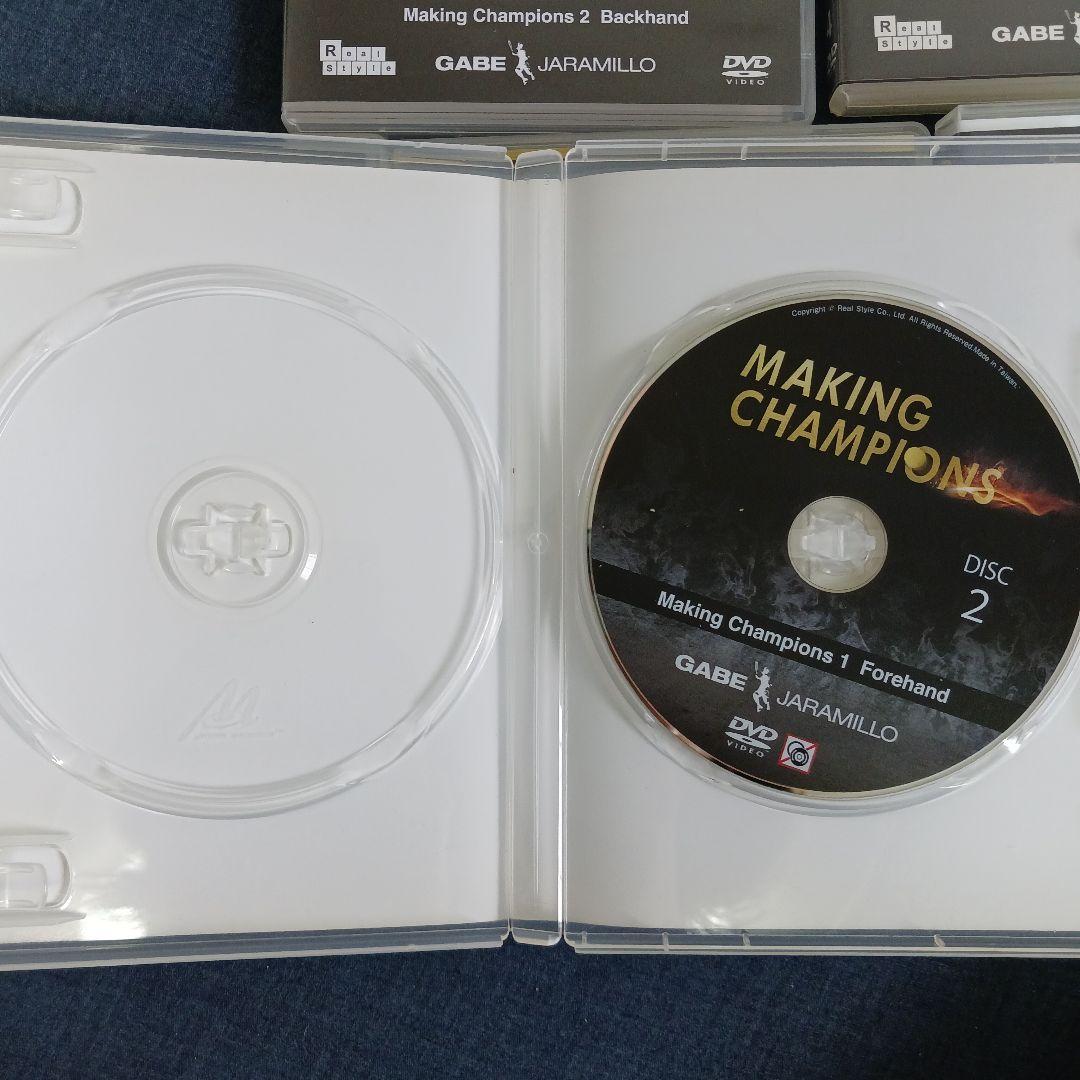 Making Champions 2 Backhand
Real
Style
GABE JARAMILLO
DVD
VIDEO
Real
Style
GABE
Copyright © Real Style Co., Ltd. All Rights Reserved.Made in Taiwan.
MAKING
CHAMPIONS
DISC
2
Making Champions 1 Forehand
GABE JARAMILLO
DVD
VIDEO